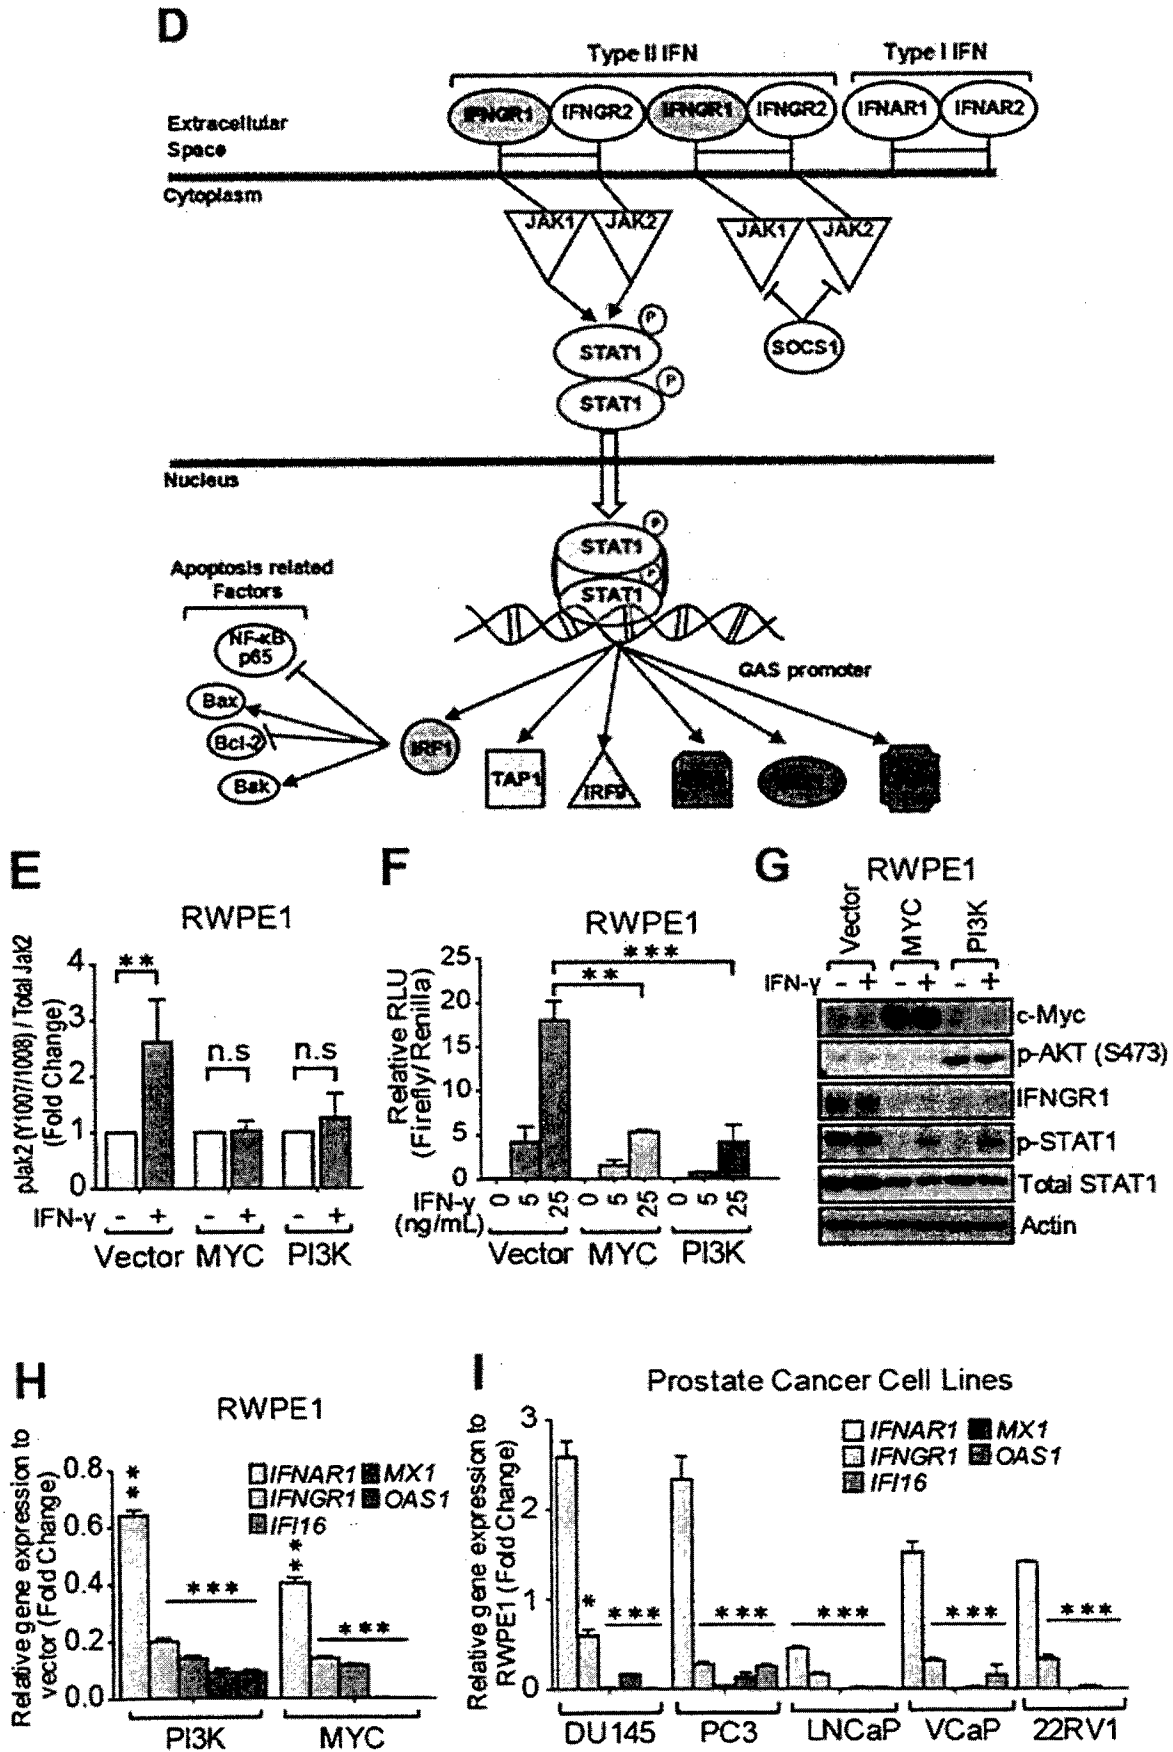 D
Type II IFN
Type I IFN
IFNGR1
IFNGR2
IFNGR1
IFNGR2
IFNAR1
IFNAR2
Extracellular
Space
Cytoplasm
JAK1
JAK2
JAK1
JAK2
P
STAT1
SOCS1
P
STAT1
Nucleus
P
STAT1
P
STAT1
Apoptosis related
Factors
NF-κB
p65
GAS promoter
Bax
Bcl-2
Bak
IRF1
TAP1
IRF9
E
RWPE1
pJak2 (Y1007/1008) / Total Jak2
(Fold Change)
4
3
2
1
0
**
n.s
n.s
IFN-γ - + - + - +
Vector MYC PI3K
F
RWPE1
Relative RLU
(Firefly/Renilla)
25
20
15
10
5
0
***
**
IFN-γ
(ng/mL)
0 5 25 0 5 25 0 5 25
Vector MYC PI3K
G
RWPE1
Vector MYC PI3K
IFN-γ - + - + - +
c-Myc
p-AKT (S473)
IFNGR1
p-STAT1
Total STAT1
Actin
H
RWPE1
Relative gene expression to
vector (Fold Change)
0.8
0.6
0.4
0.2
0.0
IFNAR1 MX1
IFNGR1 OAS1
IFI16
**
***
**
***
PI3K MYC
I
Prostate Cancer Cell Lines
Relative gene expression to
RWPE1 (Fold Change)
3
2
1
0
IFNAR1 MX1
IFNGR1 OAS1
IFI16
*
*** *** *** *** ***
DU145 PC3 LNCaP VCaP 22RV1